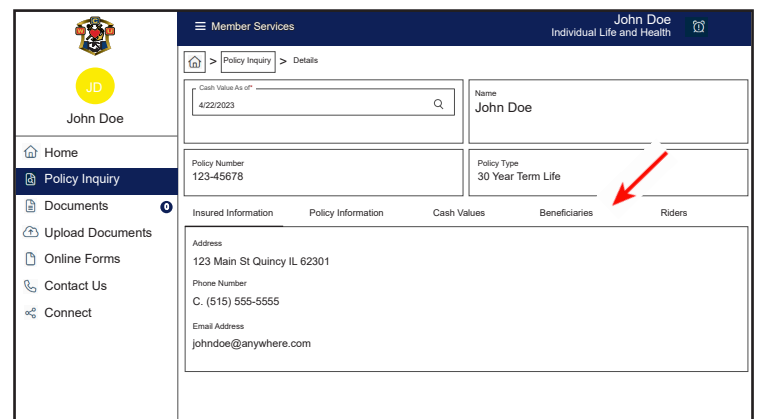 W U
JD
John Doe
Home
Policy Inquiry
Documents 0
Upload Documents
Online Forms
Contact Us
Connect
Member Services
John Doe
Individual Life and Health
> Policy Inquiry > Details
Cash Value As of*
4/22/2023
Name
John Doe
Policy Number
123-45678
Policy Type
30 Year Term Life
Insured Information Policy Information Cash Values Beneficiaries Riders
Address
123 Main St Quincy IL 62301
Phone Number
C. (515) 555-5555
Email Address
johndoe@anywhere.com